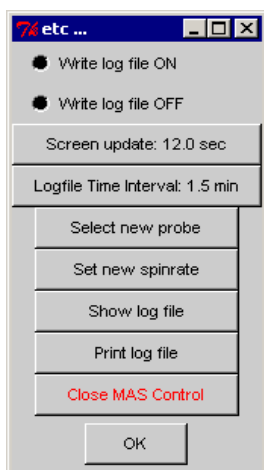 etc ...
Write log file ON
Write log file OFF
Screen update: 12.0 sec
Logfile Time Interval: 1.5 min
Select new probe
Set new spinrate
Show log file
Print log file
Close MAS Control
OK